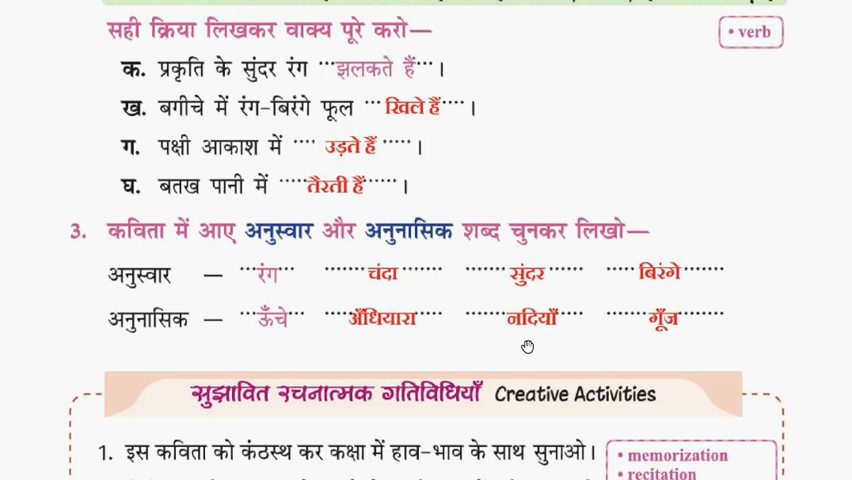 सही क्रिया लिखकर वाक्य पूरे करो—
• verb
क. प्रकृति के सुंदर रंग ···झलकते हैं···।
ख. बगीचे में रंग-बिरंगे फूल ···खिले हैं····।
ग. पक्षी आकाश में ···· उड़ते हैं ·····।
घ. बतख पानी में ·····तैरती हैं······।
3. कविता में आए अनुस्वार और अनुनासिक शब्द चुनकर लिखो—
अनुस्वार – ···रंग··· ·······चंदा······· ·······सुंदर······ ·····बिरंगे·······
अनुनासिक – ···ऊँचे··· ····अँधियारा···· ·······नदियाँ···· ·······गूँज········
सुझावित रचनात्मक गतिविधियाँ Creative Activities
1. इस कविता को कंठस्थ कर कक्षा में हाव-भाव के साथ सुनाओ।
• memorization
• recitation